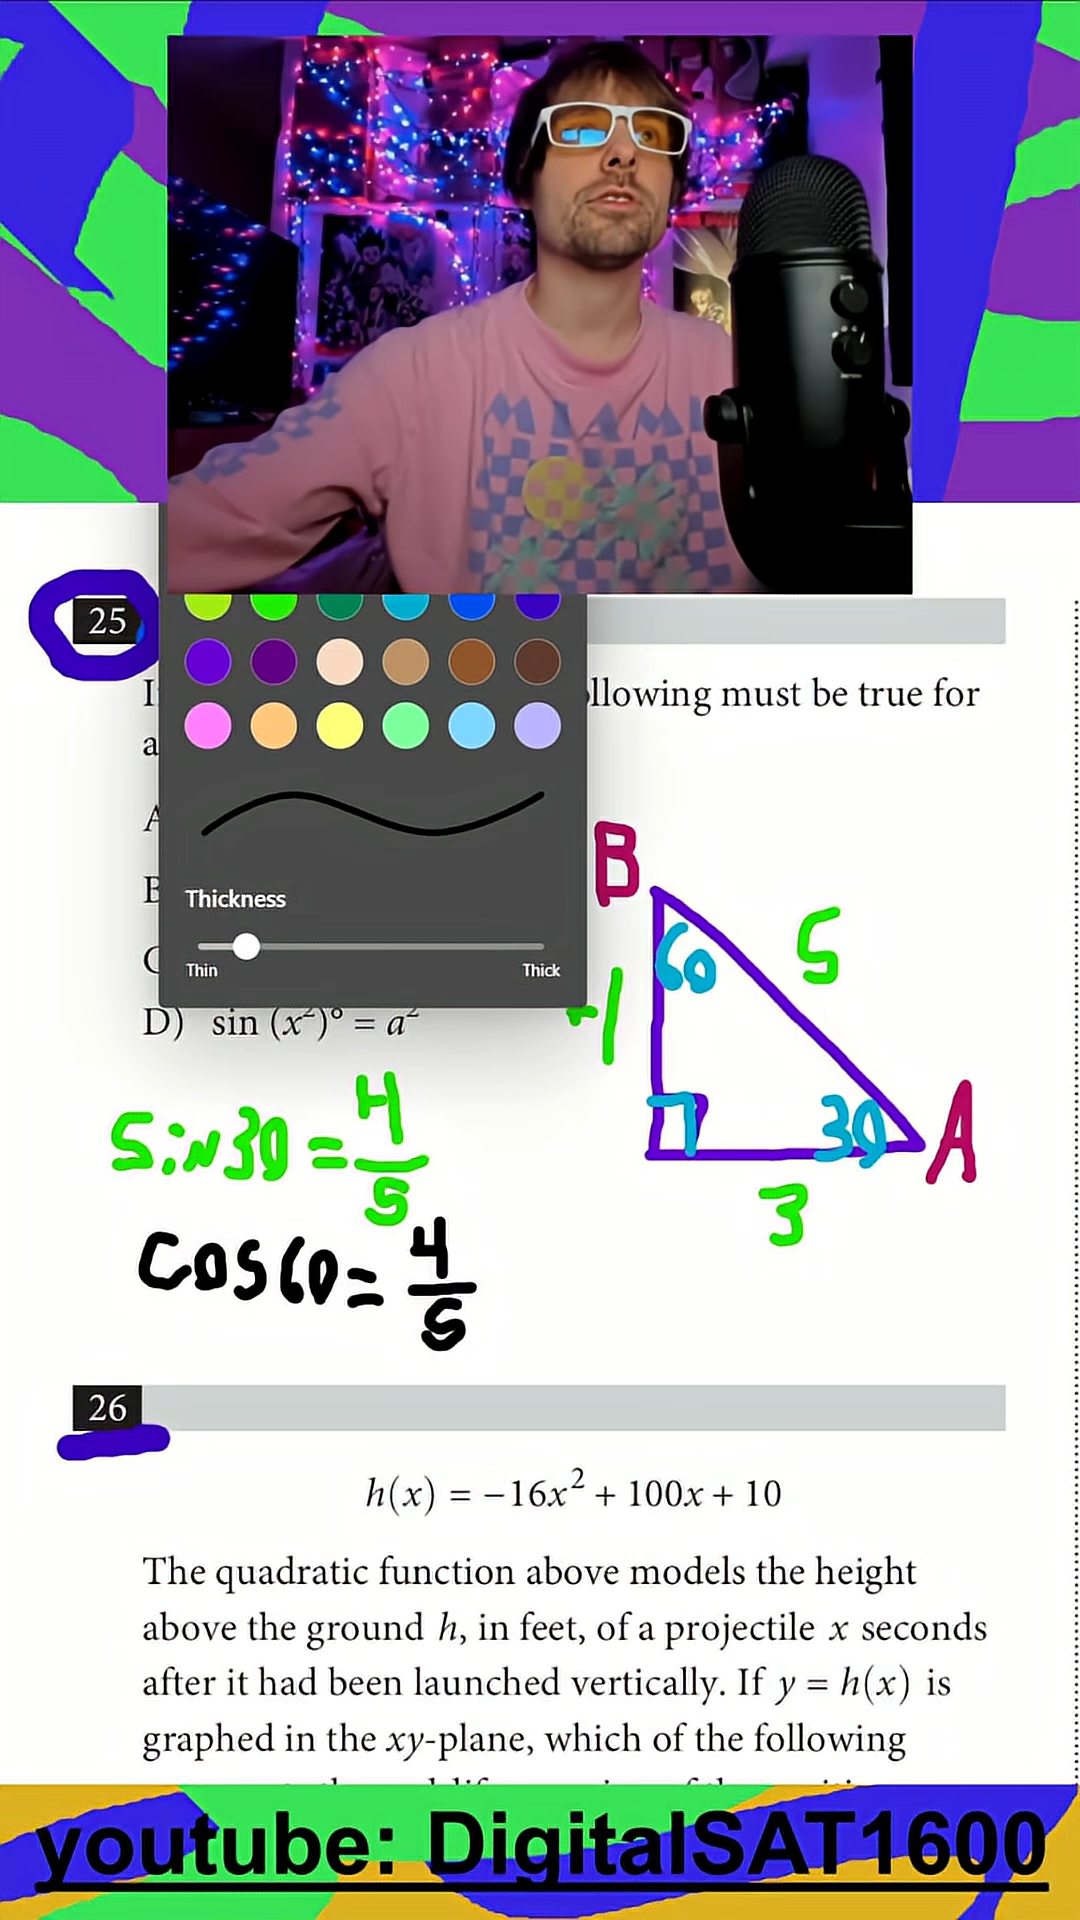 MIAMI
25
llowing must be true for
a
A
B
Thickness
Thin Thick
D) sin (x²)° = a²
B
60
5
4
7
30
A
3
sin30 = 4/5
cos60 = 4/5
26
h(x) = −16x² + 100x + 10
The quadratic function above models the height
above the ground h, in feet, of a projectile x seconds
after it had been launched vertically. If y = h(x) is
graphed in the xy-plane, which of the following
youtube: DigitalSAT1600